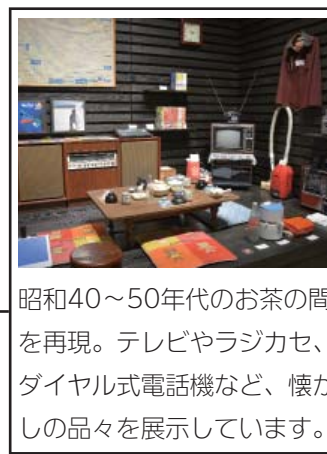 昭和40～50年代のお茶の間
を再現。テレビやラジカセ、
ダイヤル式電話機など、懐か
しの品々を展示しています。